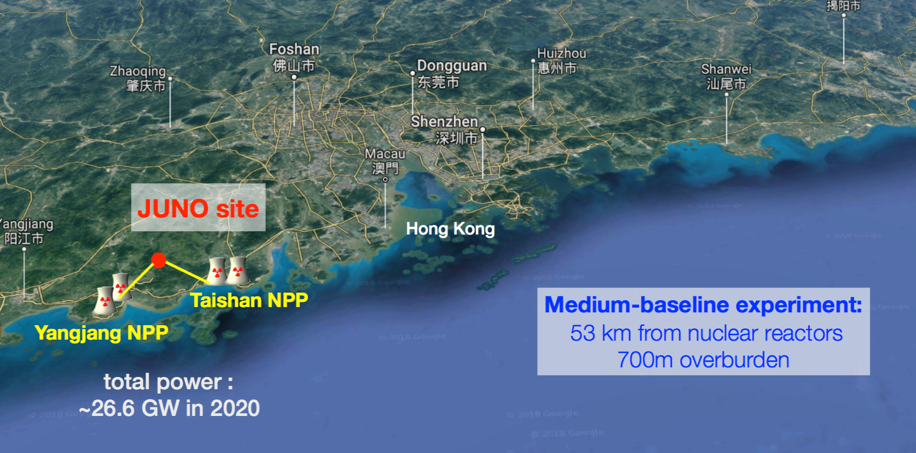 揭阳市
Foshan
佛山市
Huizhou
惠州市
Dongguan
东莞市
Zhaoqing
肇庆市
Shanwei
汕尾市
Shenzhen
深圳市
Macau
澳門
JUNO site
Yangjiang
阳江市
Hong Kong
Taishan NPP
Yangjang NPP
Medium-baseline experiment:
53 km from nuclear reactors
700m overburden
total power :
~26.6 GW in 2020